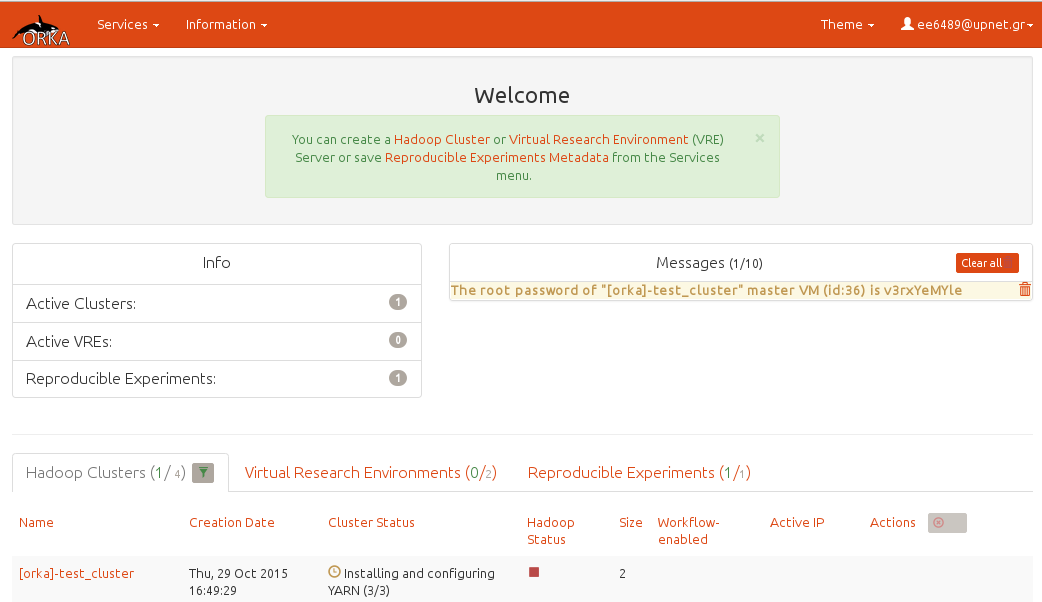 ORKA
Services
Information
Theme
ee6489@upnet.gr
Welcome
You can create a Hadoop Cluster or Virtual Research Environment (VRE)
Server or save Reproducible Experiments Metadata from the Services
menu.
×
Info
Active Clusters: 1
Active VREs: 0
Reproducible Experiments: 1
Messages (1/10)
Clear all
The root password of "[orka]-test_cluster" master VM (id:36) is v3rxYeMYle
Hadoop Clusters (1/ 4)
Virtual Research Environments (0/2)
Reproducible Experiments (1/1)
Name
Creation Date
Cluster Status
Hadoop
Status
Size
Workflow-
enabled
Active IP
Actions
[orka]-test_cluster
Thu, 29 Oct 2015
16:49:29
Installing and configuring
YARN (3/3)
2